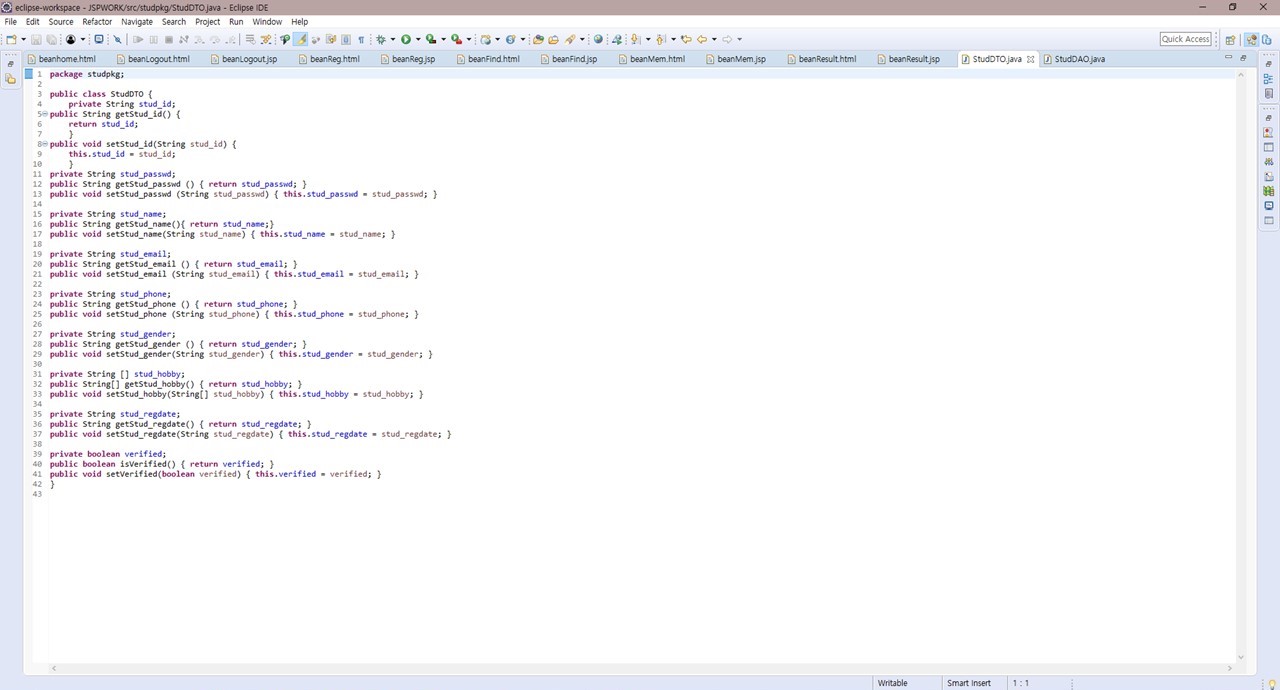 eclipse-workspace - JSPWORK/src/studpkg/StudDTO.java - Eclipse IDE
File Edit Source Refactor Navigate Search Project Run Window Help
Quick Access
beanhome.html beanLogout.html beanLogout.jsp beanReg.html beanReg.jsp beanFind.html beanFind.jsp beanMem.html beanMem.jsp beanResult.html beanResult.jsp StudDTO.java StudDAO.java
1 package studpkg;
2
3 public class StudDTO {
4 private String stud_id;
5 public String getStud_id() {
6 return stud_id;
7 }
8 public void setStud_id(String stud_id) {
9 this.stud_id = stud_id;
10 }
11 private String stud_passwd;
12 public String getStud_passwd () { return stud_passwd; }
13 public void setStud_passwd (String stud_passwd) { this.stud_passwd = stud_passwd; }
14
15 private String stud_name;
16 public String getStud_name(){ return stud_name;}
17 public void setStud_name(String stud_name) { this.stud_name = stud_name; }
18
19 private String stud_email;
20 public String getStud_email () { return stud_email; }
21 public void setStud_email (String stud_email) { this.stud_email = stud_email; }
22
23 private String stud_phone;
24 public String getStud_phone () { return stud_phone; }
25 public void setStud_phone (String stud_phone) { this.stud_phone = stud_phone; }
26
27 private String stud_gender;
28 public String getStud_gender () { return stud_gender; }
29 public void setStud_gender(String stud_gender) { this.stud_gender = stud_gender; }
30
31 private String [] stud_hobby;
32 public String[] getStud_hobby() { return stud_hobby; }
33 public void setStud_hobby(String[] stud_hobby) { this.stud_hobby = stud_hobby; }
34
35 private String stud_regdate;
36 public String getStud_regdate() { return stud_regdate; }
37 public void setStud_regdate(String stud_regdate) { this.stud_regdate = stud_regdate; }
38
39 private boolean verified;
40 public boolean isVerified() { return verified; }
41 public void setVerified(boolean verified) { this.verified = verified; }
42 }
43
Writable Smart Insert 1 : 1